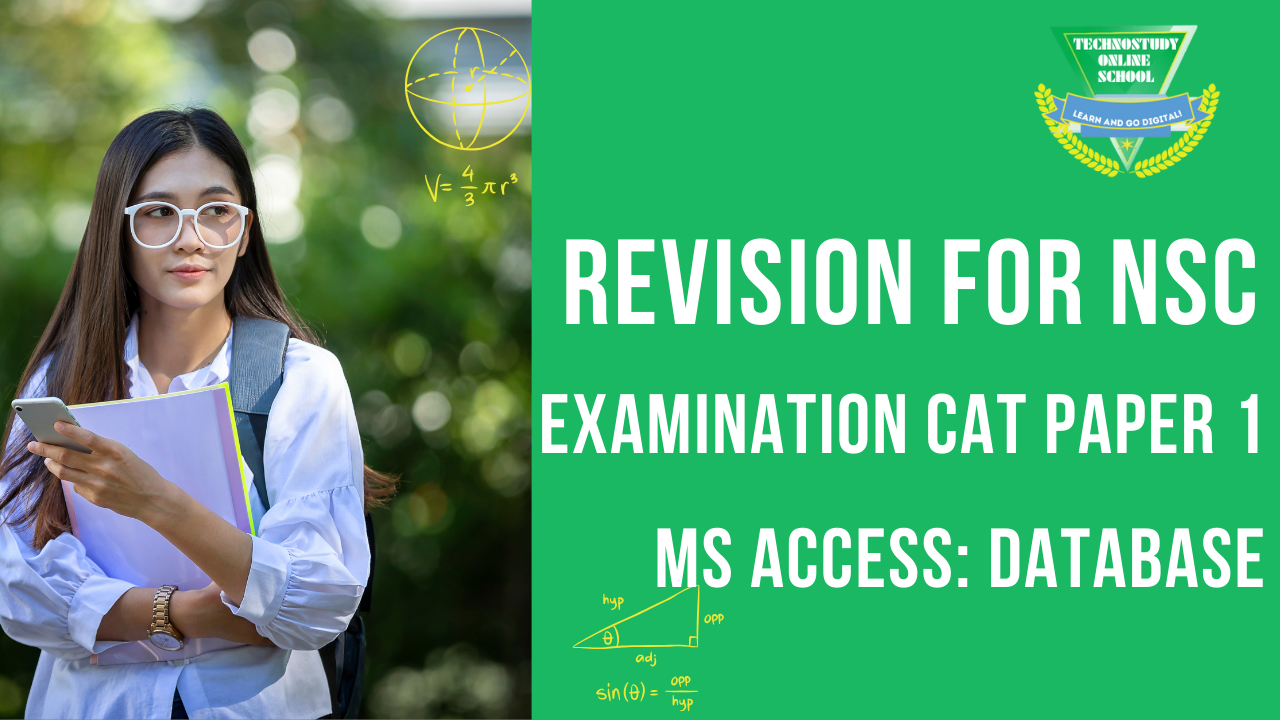 V= 4/3 πr³
TECHNOSTUDY
ONLINE
SCHOOL
LEARN AND GO DIGITAL!
REVISION FOR NSC
EXAMINATION CAT PAPER 1
MS ACCESS: DATABASE
hyp
opp
θ
adj
sin(θ) = opp/hyp